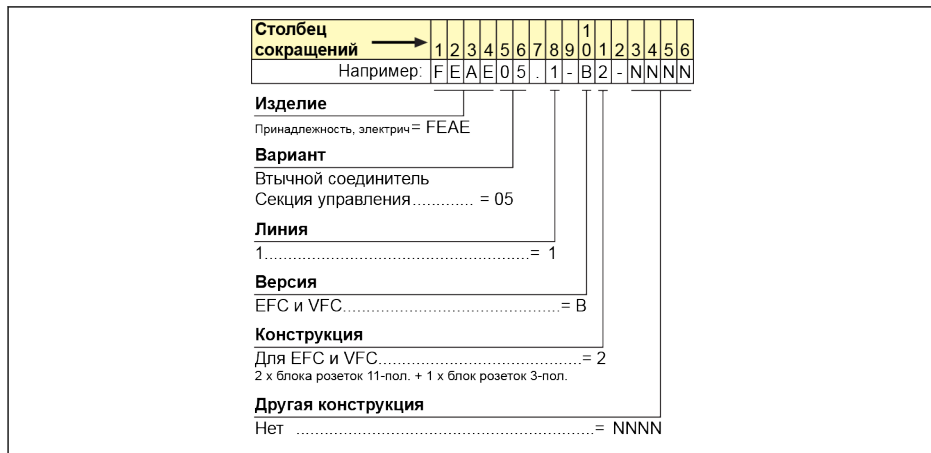 Столбец
сокращений 1 2 3 4 5 6 7 8 9 10 1 2 3 4 5 6
Например: F E A E 0 5 . 1 - B 2 - N N N N
Изделие
Принадлежность, электрич= FEAE
Вариант
Втычной соединитель
Секция управления............. = 05
Линия
1.....................................................= 1
Версия
EFC и VFC............................................= B
Конструкция
Для EFC и VFC.........................................= 2
2 x блока розеток 11-пол. + 1 x блок розеток 3-пол.
Другая конструкция
Нет ............................................................= NNNN